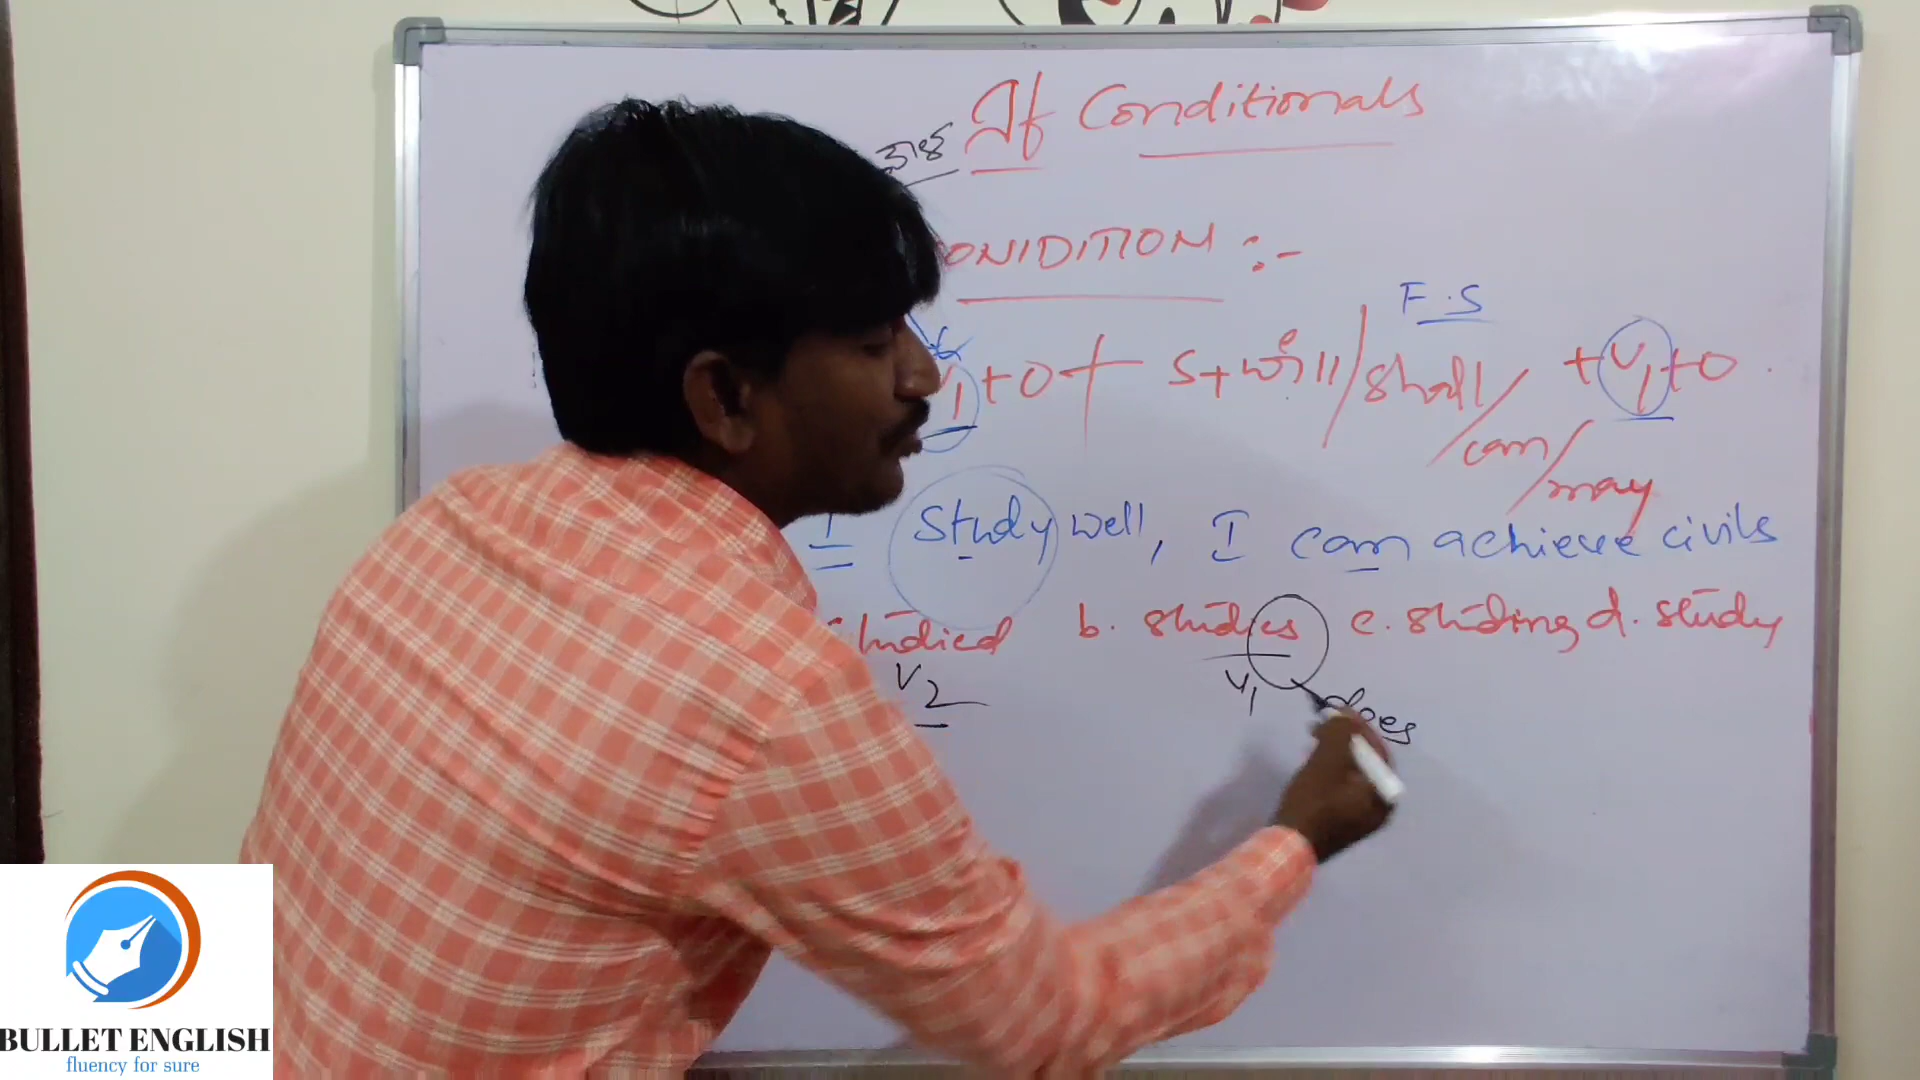 If Conditionals
ONIDITION :-
F.S
V1 + O + S + will / shall / can / may + V1 + O .
I Study well, I can achieve civils
b. studies c. studing d. study
V2 V1 does
BULLET ENGLISH
fluency for sure